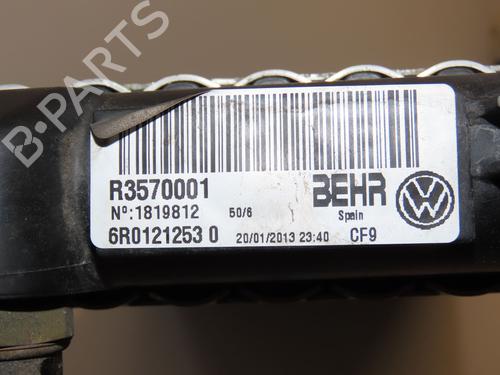 B-PARTS
R3570001
Nº:1819812 50/6
6R0121253 0 20/01/2013 23:40
BEHR
Spain
CF9